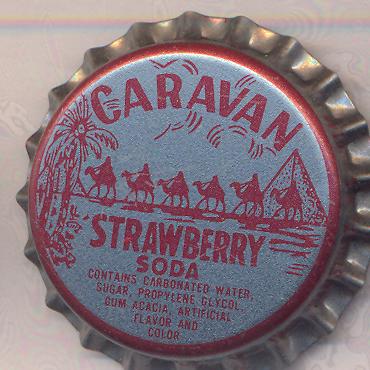 CARAVAN
STRAWBERRY
SODA
CONTAINS CARBONATED WATER,
SUGAR, PROPYLENE GLYCOL,
GUM ACACIA, ARTIFICIAL
FLAVOR AND
COLOR